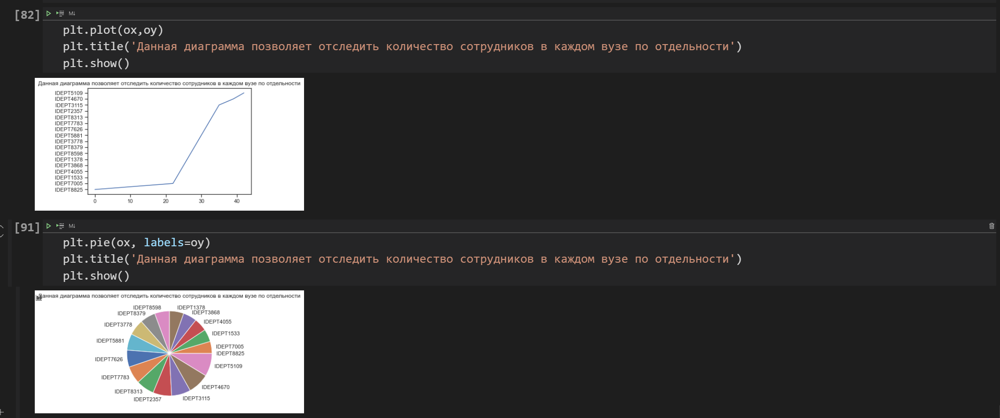 [82]
M↓
plt.plot(ox,oy)
plt.title('Данная диаграмма позволяет отследить количество сотрудников в каждом вузе по отдельности')
plt.show()
Данная диаграмма позволяет отследить количество сотрудников в каждом вузе по отдельности
IDEPT5109
IDEPT4670
IDEPT3115
IDEPT2357
IDEPT8313
IDEPT7783
IDEPT7626
IDEPT5881
IDEPT3778
IDEPT8379
IDEPT8598
IDEPT1378
IDEPT3868
IDEPT4055
IDEPT1533
IDEPT7005
IDEPT8825
0 10 20 30 40
[91]
M↓
plt.pie(ox, labels=oy)
plt.title('Данная диаграмма позволяет отследить количество сотрудников в каждом вузе по отдельности')
plt.show()
Данная диаграмма позволяет отследить количество сотрудников в каждом вузе по отдельности
IDEPT8598 IDEPT1378
IDEPT8379 IDEPT3868
IDEPT3778 IDEPT4055
IDEPT5881 IDEPT1533
IDEPT7005
IDEPT8825
IDEPT7626 IDEPT5109
IDEPT7783
IDEPT8313 IDEPT4670
IDEPT2357 IDEPT3115